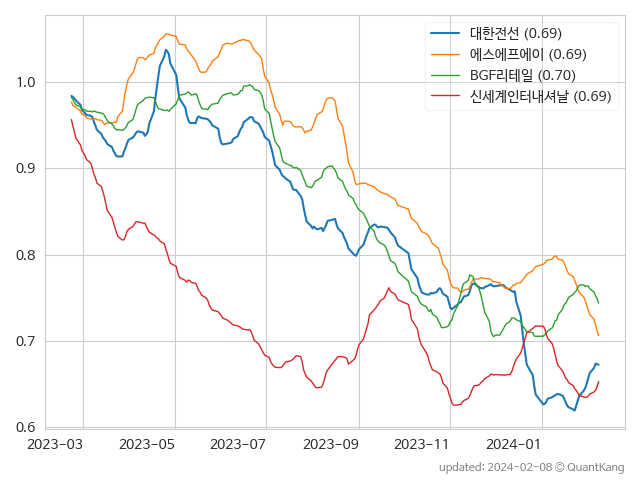 대한전선 (0.69)
에스에프에이 (0.69)
BGF리테일 (0.70)
신세계인터내셔날 (0.69)
1.0
0.9
0.8
0.7
0.6
2023-03 2023-05 2023-07 2023-09 2023-11 2024-01
updated: 2024-02-08 © QuantKang